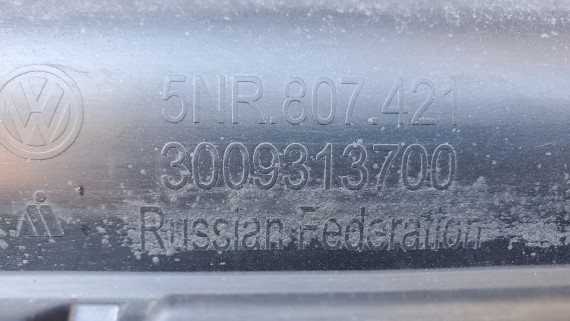 5NR.807.421
3009313700
Russian Federation